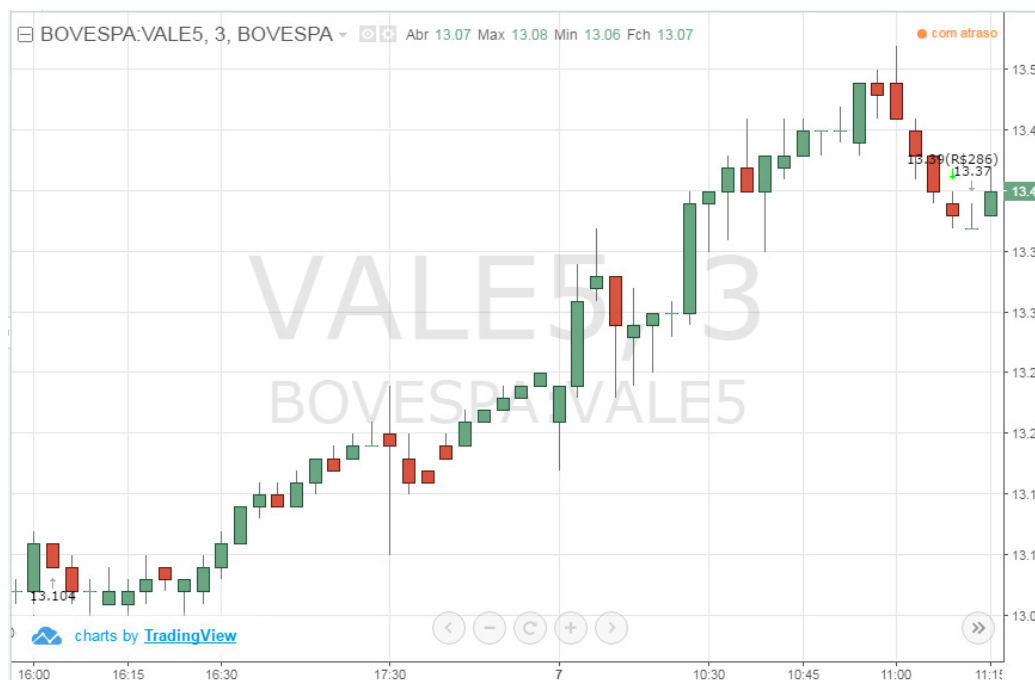 BOVESPA:VALE5, 3, BOVESPA Abr 13.07 Max 13.08 Min 13.06 Fch 13.07
com atraso
13.5
13.4
13.39(R$286)
13.37
13.4
13.3
VALE5, 3
13.3
13.2
BOVESPA:VALE5
13.2
13.1
13.1
13.104
13.0
charts by TradingView
16:00 16:15 16:30 17:30 7 10:30 10:45 11:00 11:15